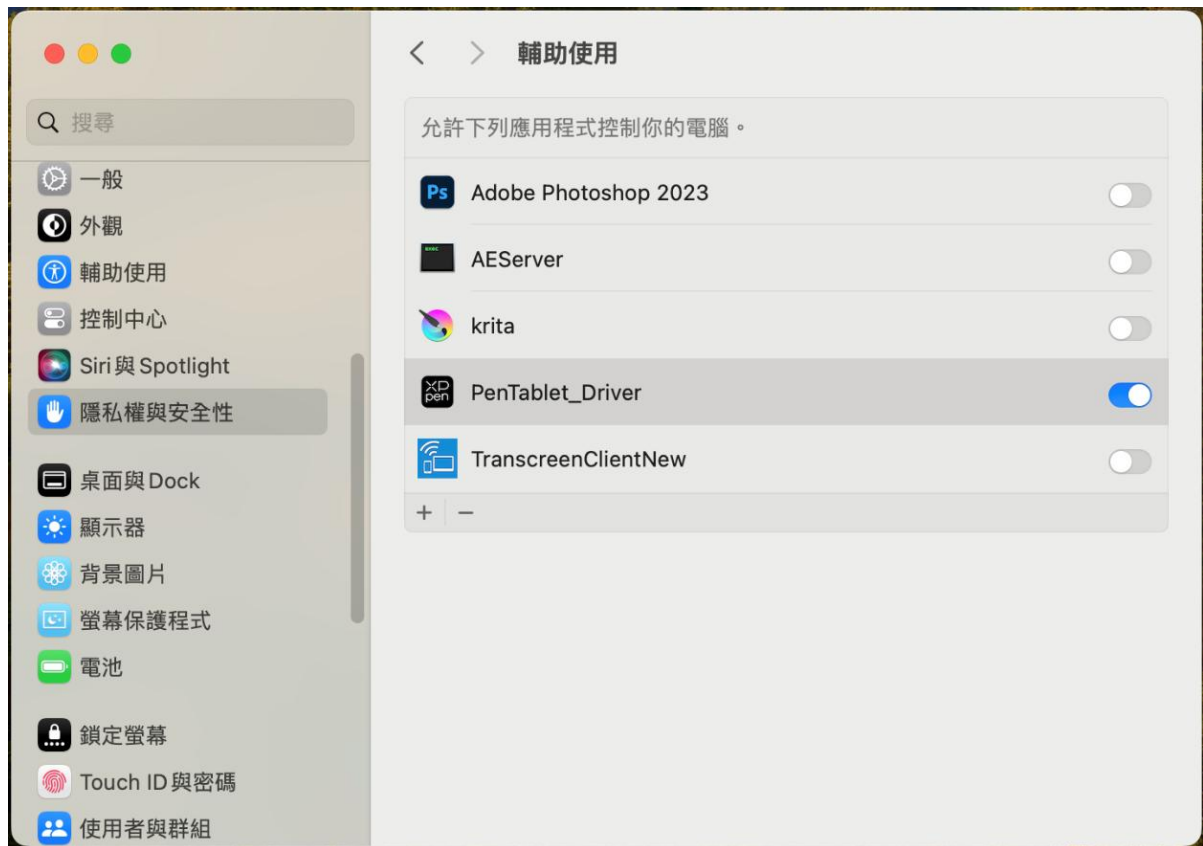 輔助使用
搜尋
一般
外觀
輔助使用
控制中心
Siri與Spotlight
隱私權與安全性
桌面與Dock
顯示器
背景圖片
螢幕保護程式
電池
鎖定螢幕
Touch ID與密碼
使用者與群組
允許下列應用程式控制你的電腦。
Ps
Adobe Photoshop 2023
exec
AEServer
krita
XP
pen
PenTablet_Driver
TranscreenClientNew